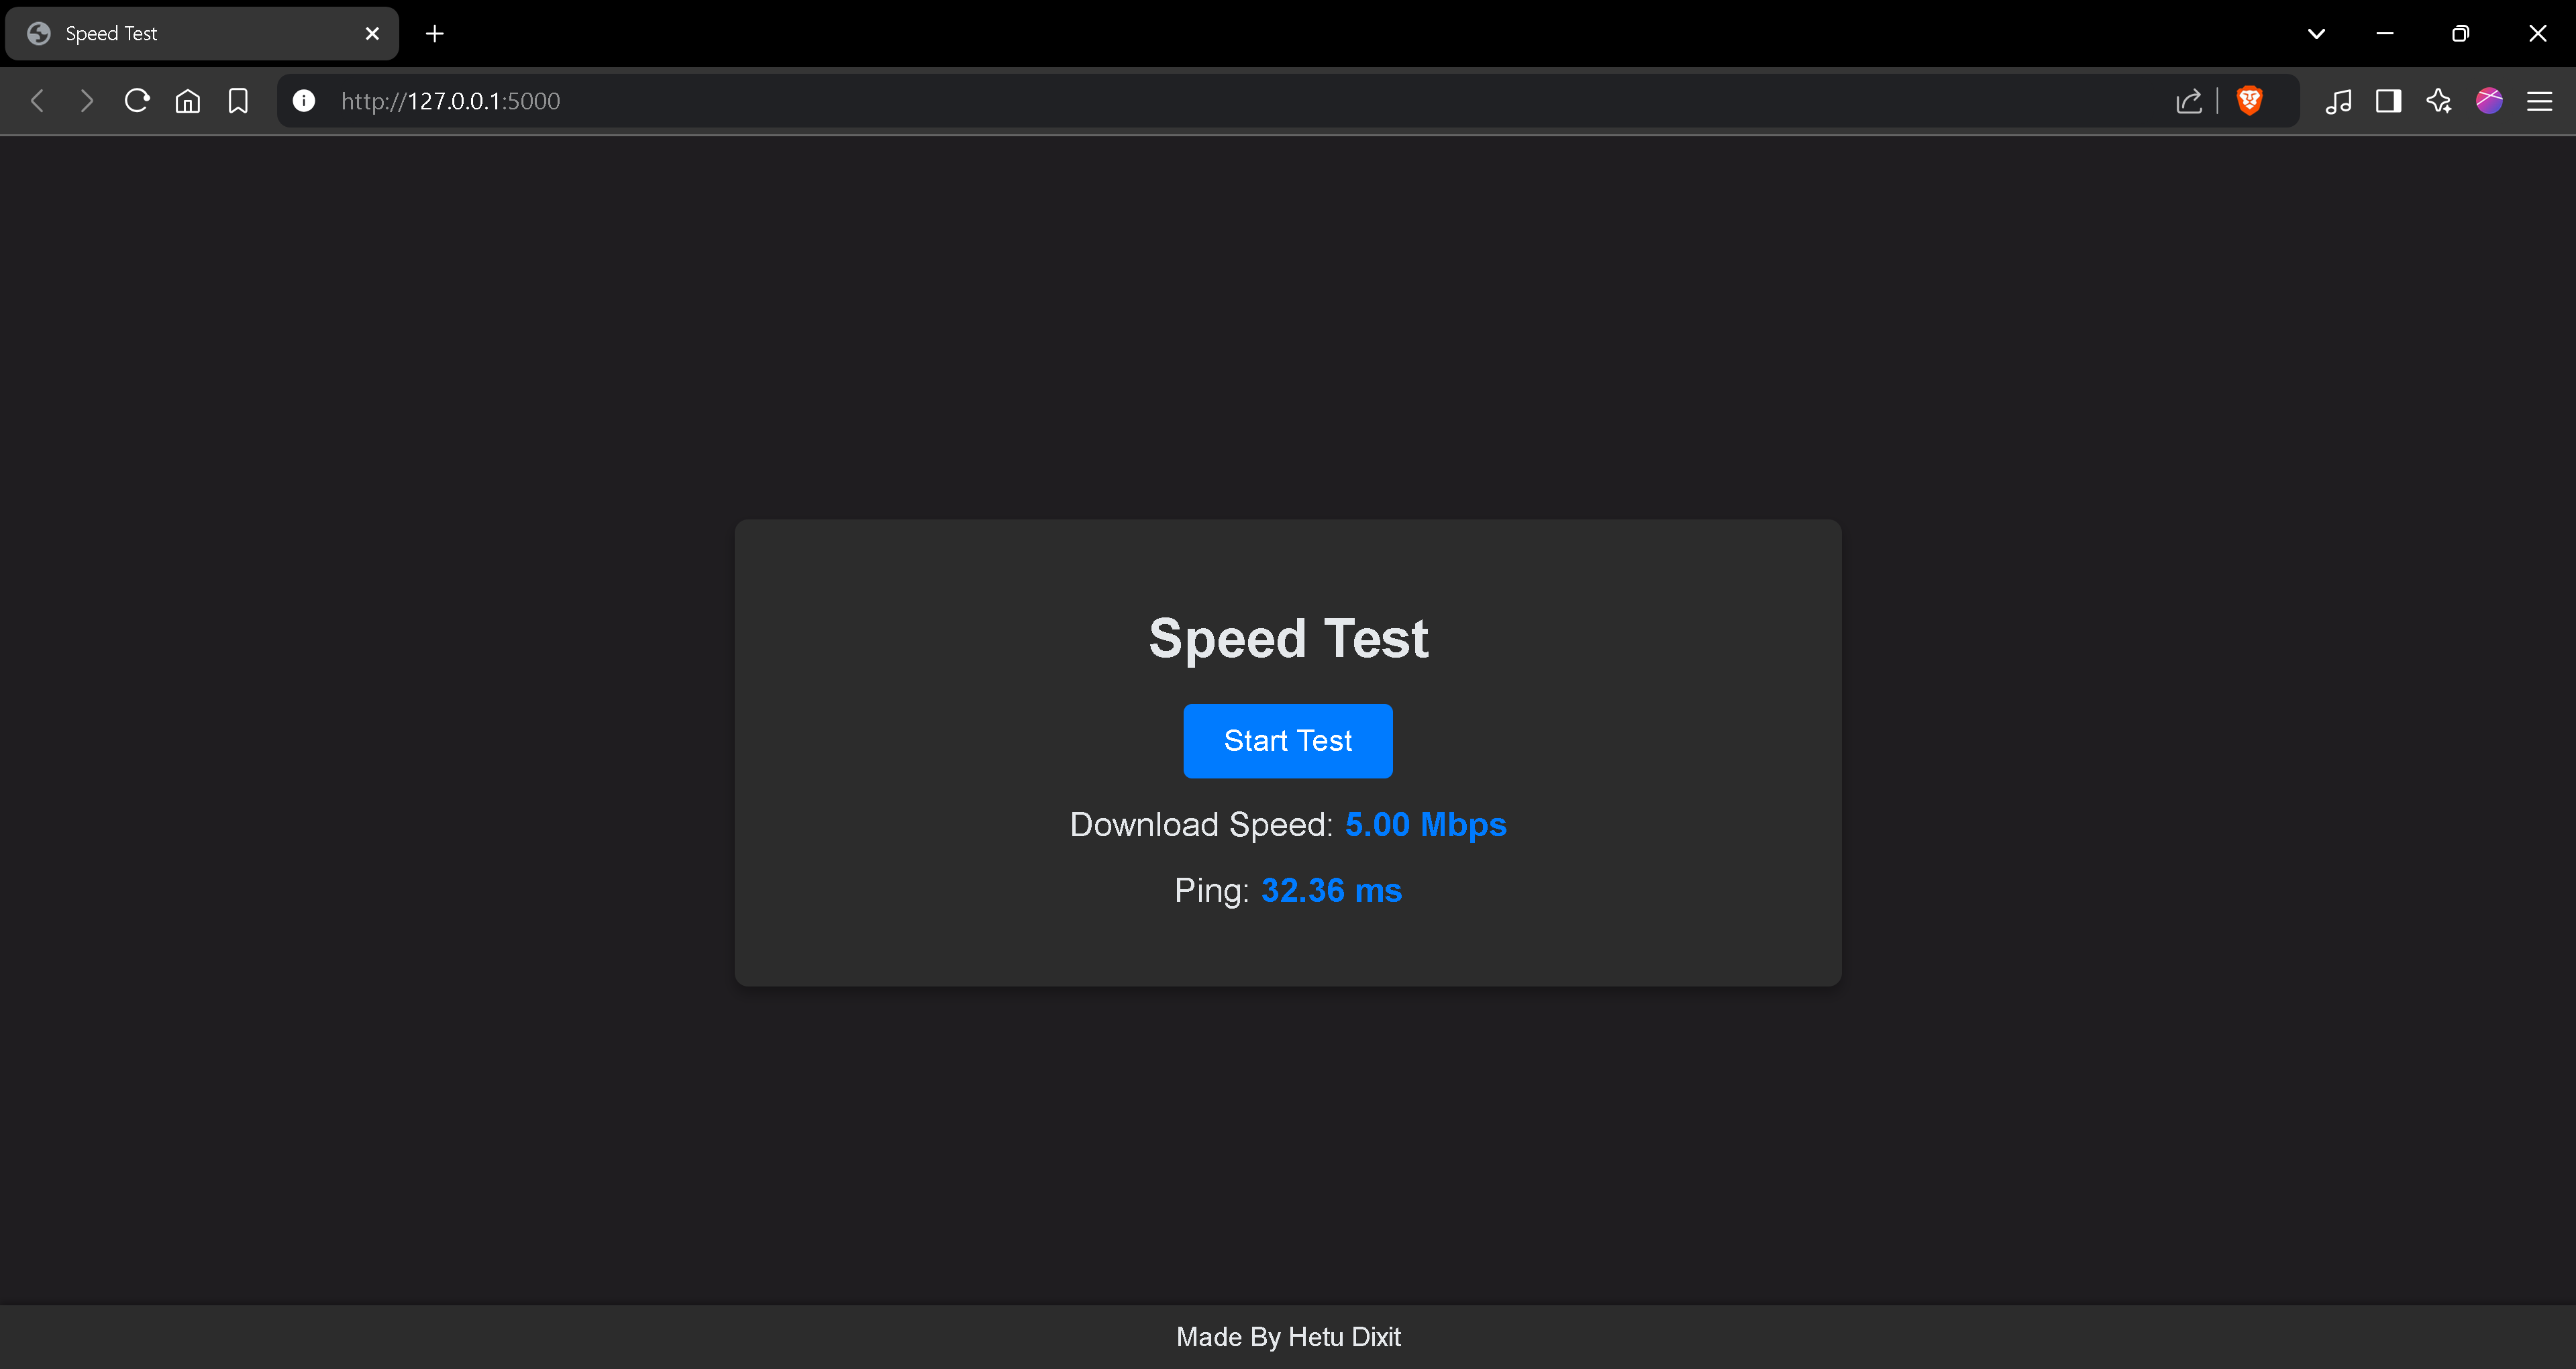 Speed Test
http://127.0.0.1:5000
Speed Test
Start Test
Download Speed: 5.00 Mbps
Ping: 32.36 ms
Made By Hetu Dixit